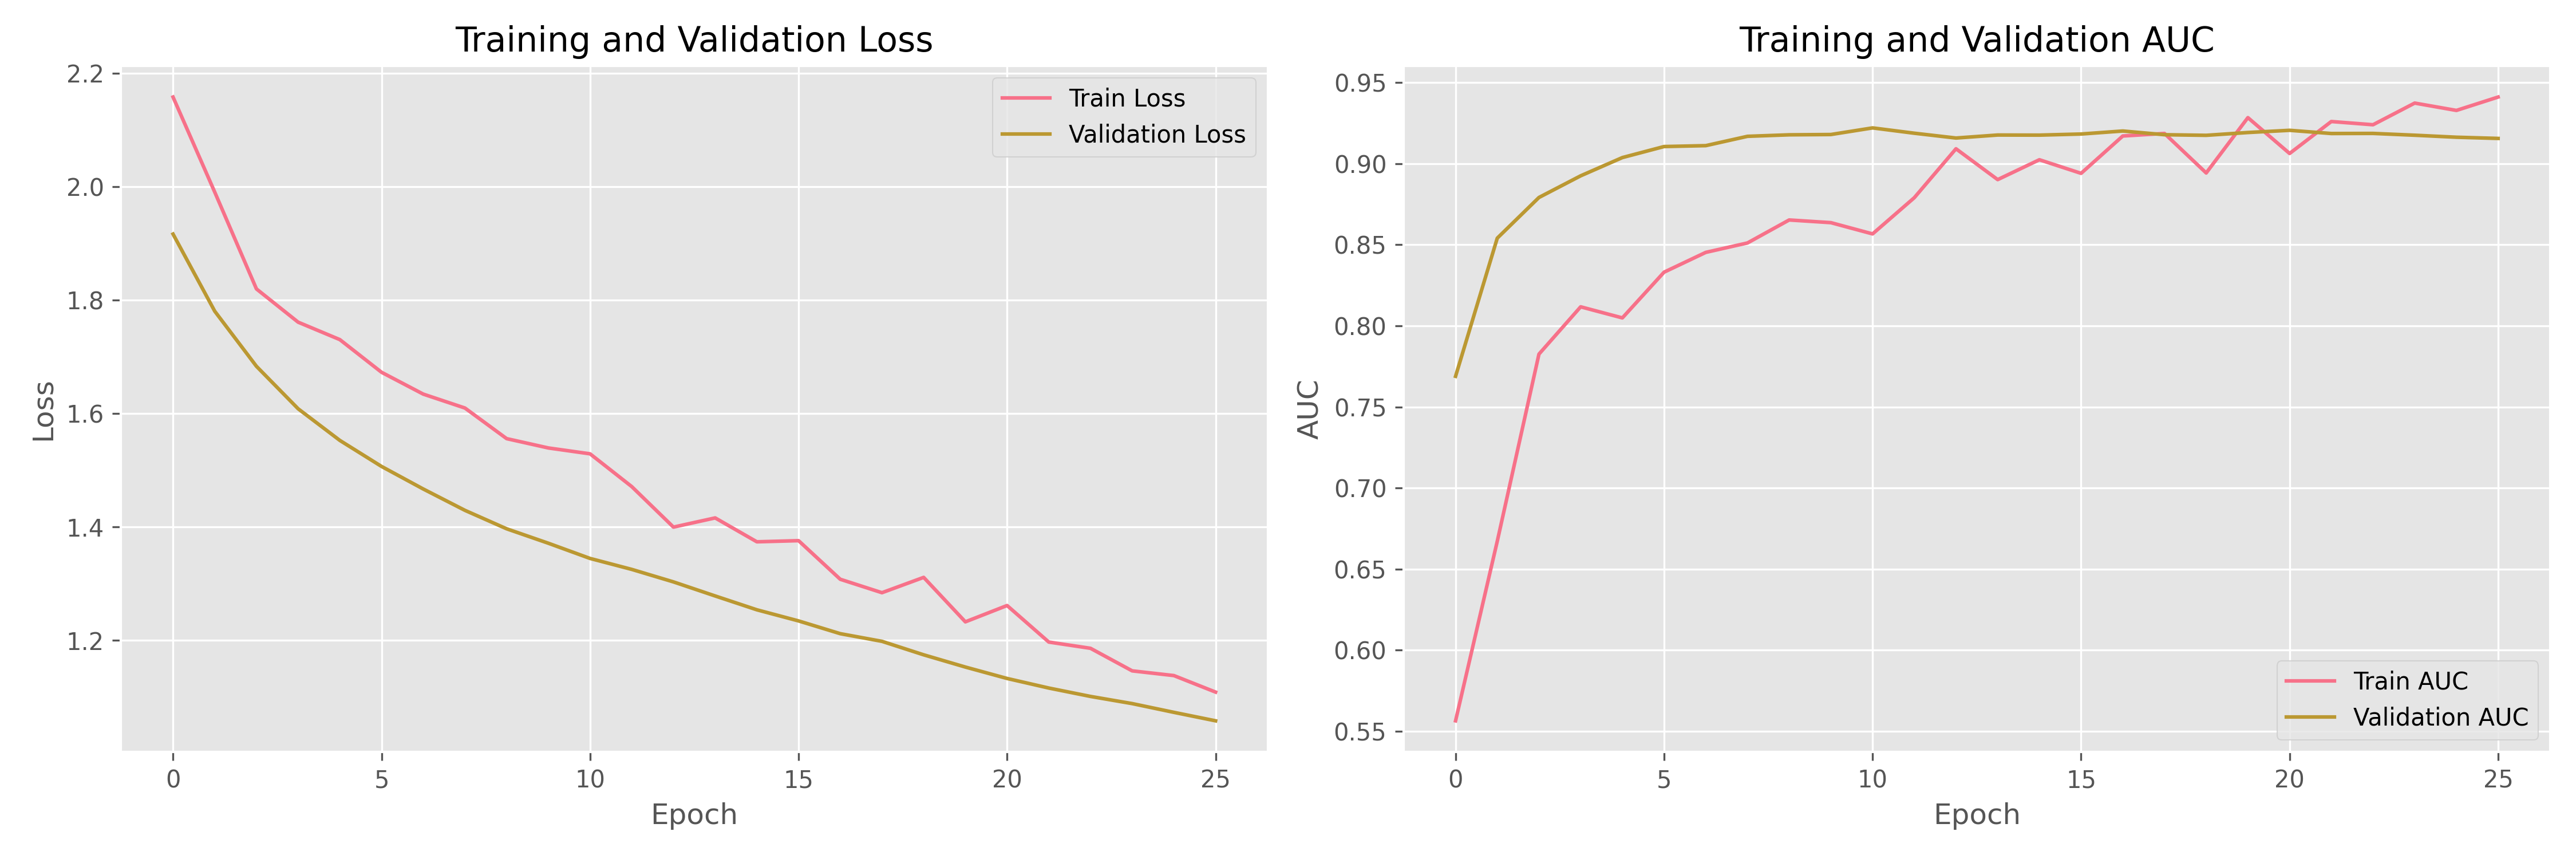 Training and Validation Loss
2.2
2.0
1.8
1.6
1.4
1.2
Loss
Train Loss
Validation Loss
0 5 10 15 20 25
Epoch
Training and Validation AUC
0.95
0.90
0.85
0.80
0.75
0.70
0.65
0.60
0.55
AUC
Train AUC
Validation AUC
0 5 10 15 20 25
Epoch